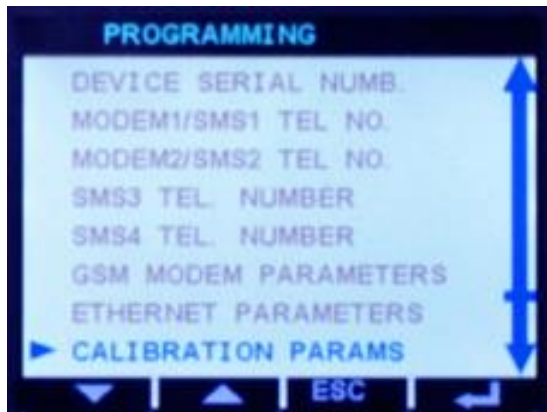 PROGRAMMING
DEVICE SERIAL NUMB.
MODEM1/SMS1 TEL NO.
MODEM2/SMS2 TEL NO.
SMS3 TEL. NUMBER
SMS4 TEL. NUMBER
GSM MODEM PARAMETERS
ETHERNET PARAMETERS
CALIBRATION PARAMS
ESC